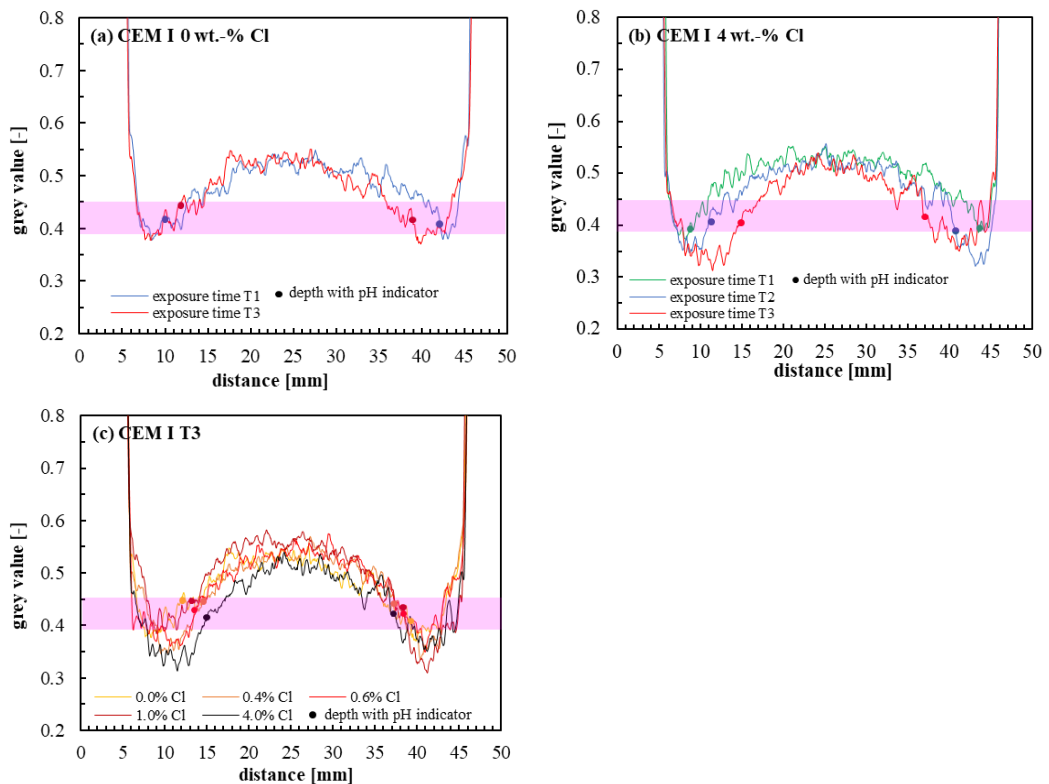 (a) CEM I 0 wt.-% Cl
0.8
0.7
0.6
0.5
0.4
0.3
0.2
grey value [-]
exposure time T1
depth with pH indicator
exposure time T3
0 5 10 15 20 25 30 35 40 45 50
distance [mm]
(b) CEM I 4 wt.-% Cl
0.8
0.7
0.6
0.5
0.4
0.3
0.2
grey value [-]
exposure time T1
depth with pH indicator
exposure time T2
exposure time T3
0 5 10 15 20 25 30 35 40 45 50
distance [mm]
(c) CEM I T3
0.8
0.7
0.6
0.5
0.4
0.3
0.2
grey value [-]
0.0% Cl 0.4% Cl 0.6% Cl
1.0% Cl 4.0% Cl depth with pH indicator
0 5 10 15 20 25 30 35 40 45 50
distance [mm]